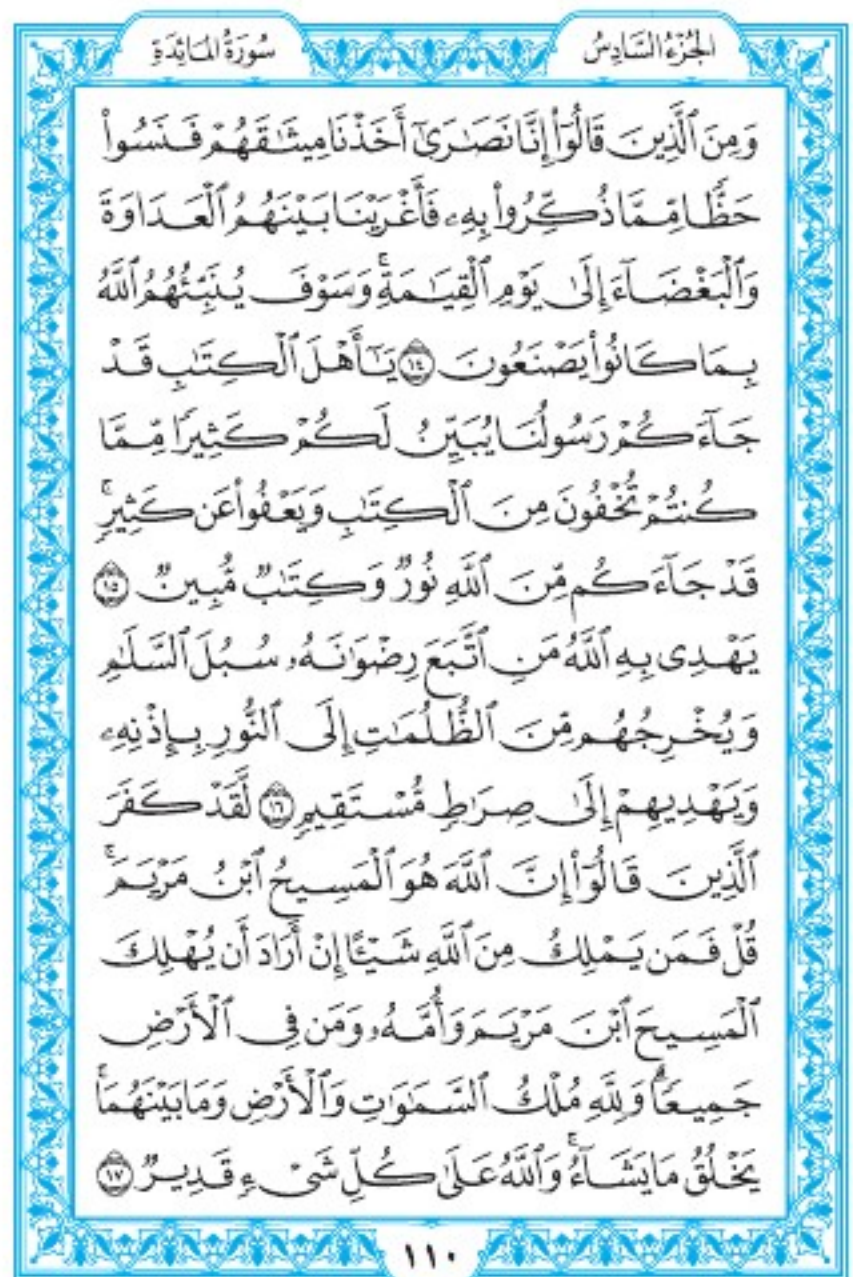 الجُزْءُ السَّادِسُ
سُورَةُ المَائِدَةِ
وَمِنَ ٱلَّذِينَ قَالُوٓا۟ إِنَّا نَصَـٰرَىٰٓ أَخَذْنَا مِيثَـٰقَهُمْ فَنَسُوا۟
حَظًّا مِّمَّا ذُكِّرُوا۟ بِهِۦ فَأَغْرَيْنَا بَيْنَهُمُ ٱلْعَدَاوَةَ
وَٱلْبَغْضَآءَ إِلَىٰ يَوْمِ ٱلْقِيَـٰمَةِ ۚ وَسَوْفَ يُنَبِّئُهُمُ ٱللَّهُ
بِمَا كَانُوا۟ يَصْنَعُونَ ١٤ يَـٰٓأَهْلَ ٱلْكِتَـٰبِ قَدْ
جَآءَكُمْ رَسُولُنَا يُبَيِّنُ لَكُمْ كَثِيرًا مِّمَّا
كُنتُمْ تُخْفُونَ مِنَ ٱلْكِتَـٰبِ وَيَعْفُوا۟ عَن كَثِيرٍ ۚ
قَدْ جَآءَكُم مِّنَ ٱللَّهِ نُورٌ وَكِتَـٰبٌ مُّبِينٌ ١٥
يَهْدِى بِهِ ٱللَّهُ مَنِ ٱتَّبَعَ رِضْوَٰنَهُۥ سُبُلَ ٱلسَّلَـٰمِ
وَيُخْرِجُهُم مِّنَ ٱلظُّلُمَـٰتِ إِلَى ٱلنُّورِ بِإِذْنِهِۦ
وَيَهْدِيهِمْ إِلَىٰ صِرَٰطٍ مُّسْتَقِيمٍ ١٦ لَّقَدْ كَفَرَ
ٱلَّذِينَ قَالُوٓا۟ إِنَّ ٱللَّهَ هُوَ ٱلْمَسِيحُ ٱبْنُ مَرْيَمَ ۚ
قُلْ فَمَن يَمْلِكُ مِنَ ٱللَّهِ شَيْـًٔا إِنْ أَرَادَ أَن يُهْلِكَ
ٱلْمَسِيحَ ٱبْنَ مَرْيَمَ وَأُمَّهُۥ وَمَن فِى ٱلْأَرْضِ
جَمِيعًا ۗ وَلِلَّهِ مُلْكُ ٱلسَّمَـٰوَٰتِ وَٱلْأَرْضِ وَمَا بَيْنَهُمَا ۚ
يَخْلُقُ مَا يَشَآءُ ۚ وَٱللَّهُ عَلَىٰ كُلِّ شَىْءٍ قَدِيرٌ ١٧
١١٠